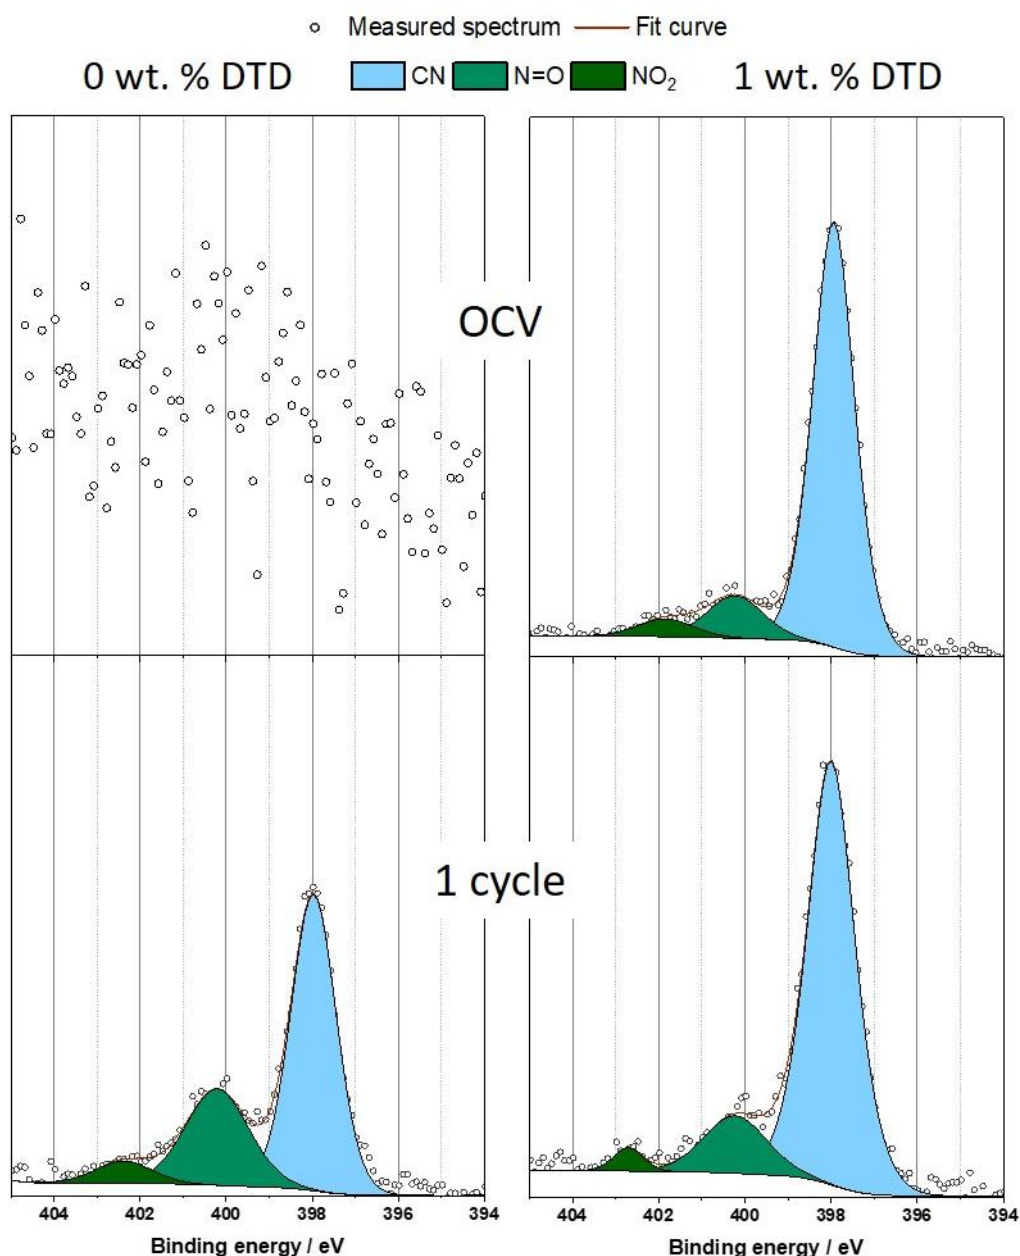 Measured spectrum Fit curve
0 wt. % DTD CN N=O NO₂ 1 wt. % DTD
OCV
1 cycle
404 402 400 398 396 394 404 402 400 398 396 394
Binding energy / eV Binding energy / eV